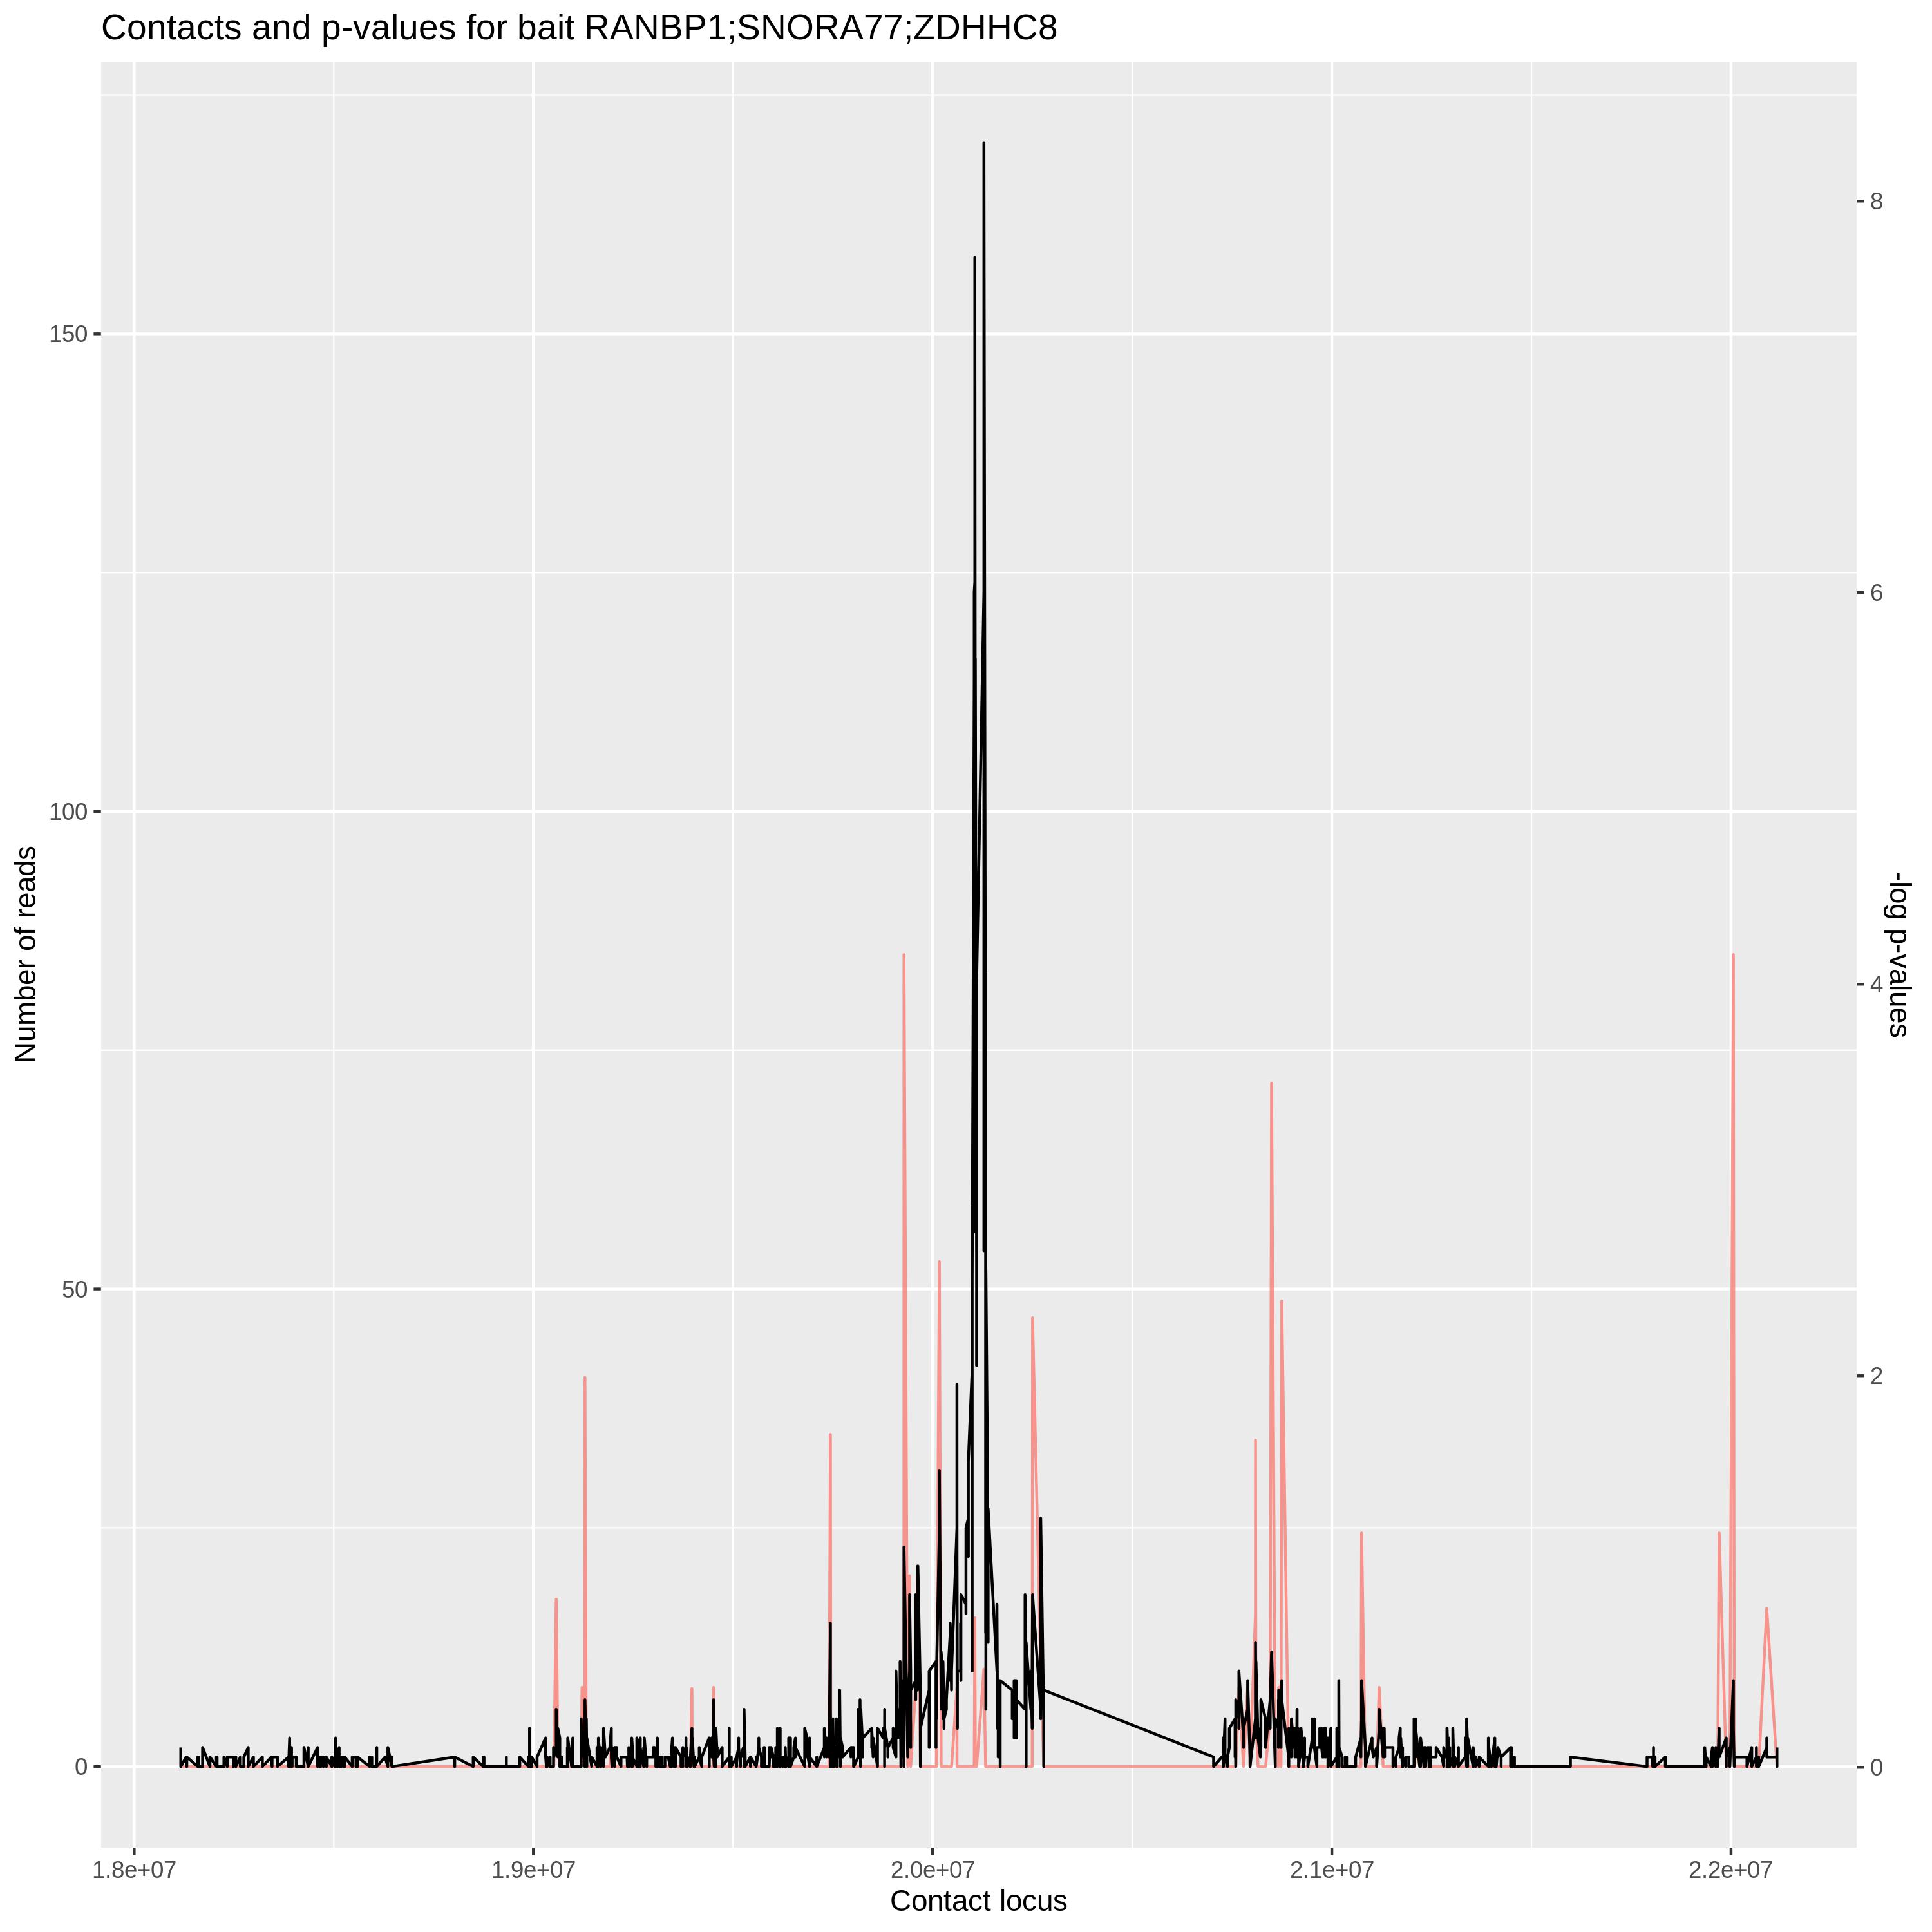 Contacts and p-values for bait RANBP1;SNORA77;ZDHHC8
150
100
50
0
Number of reads
8
6
4
2
0
-log p-values
1.8e+07
1.9e+07
2.0e+07
2.1e+07
2.2e+07
Contact locus